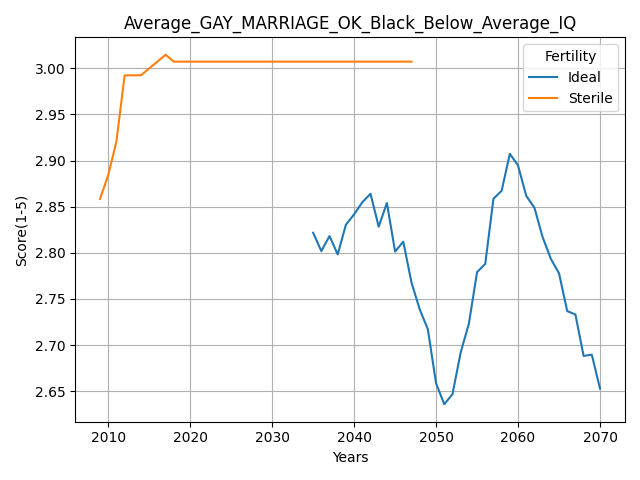 Average_GAY_MARRIAGE_OK_Black_Below_Average_IQ
Fertility
Ideal
Sterile
Score(1-5)
3.00
2.95
2.90
2.85
2.80
2.75
2.70
2.65
2010 2020 2030 2040 2050 2060 2070
Years